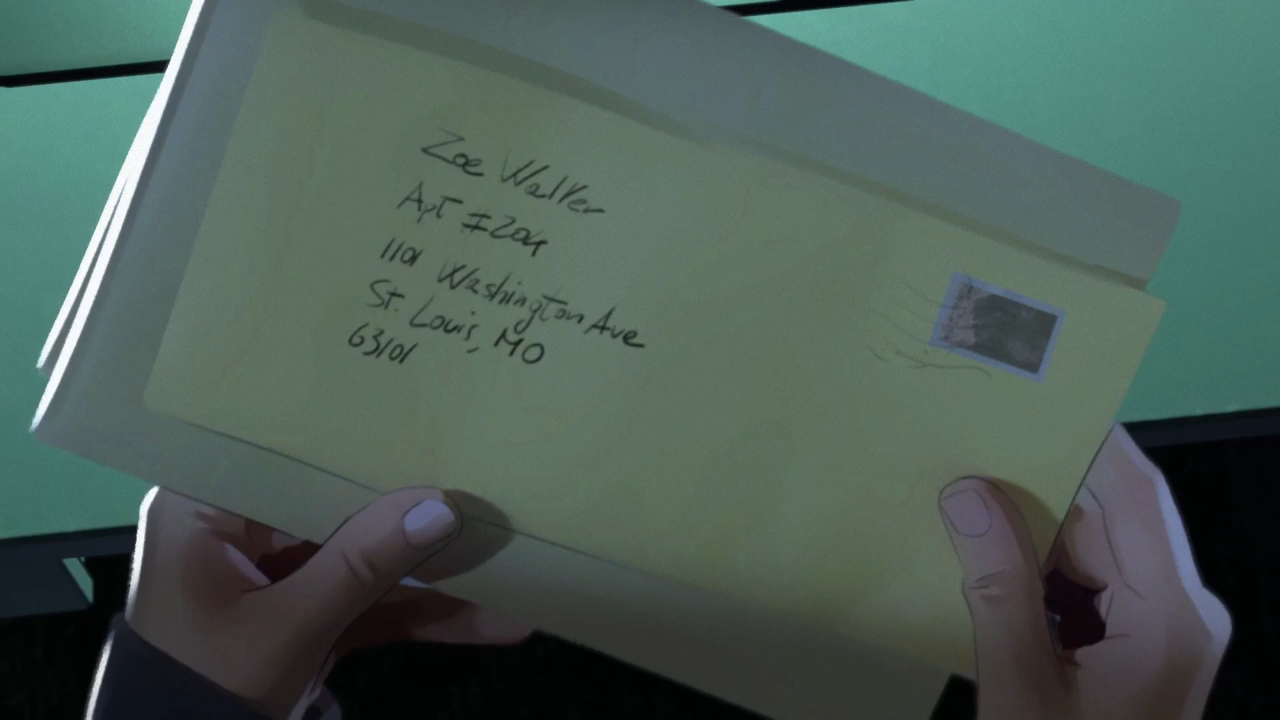 Zoe Walker
Apt #204
1101 Washington Ave
St. Louis, MO
63101